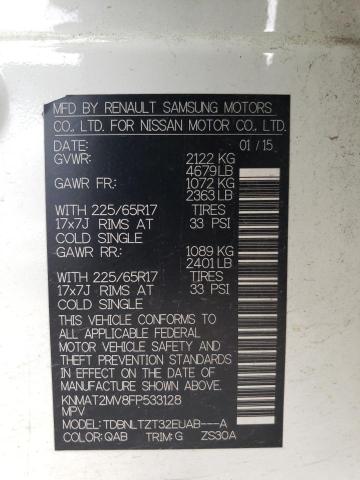 MFD BY RENAULT SAMSUNG MOTORS
CO., LTD. FOR NISSAN MOTOR CO., LTD.
DATE: 01 / 15
GVWR: 2122 KG
4679 LB
GAWR FR: 1072 KG
2363 LB
WITH 225/65R17 TIRES
17x7J RIMS AT 33 PSI
COLD SINGLE
GAWR RR: 1089 KG
2401 LB
WITH 225/65R17 TIRES
17x7J RIMS AT 33 PSI
COLD SINGLE
THIS VEHICLE CONFORMS TO
ALL APPLICABLE FEDERAL
MOTOR VEHICLE SAFETY, BUMPER,
AND THEFT PREVENTION STANDARDS
IN EFFECT ON THE DATE OF
MANUFACTURE SHOWN ABOVE.
KNMAT2MV8FP533128
MPV
MODEL: TDBNLTZT32EUAB---A
COLOR: QAB TRIM: G ZS30A